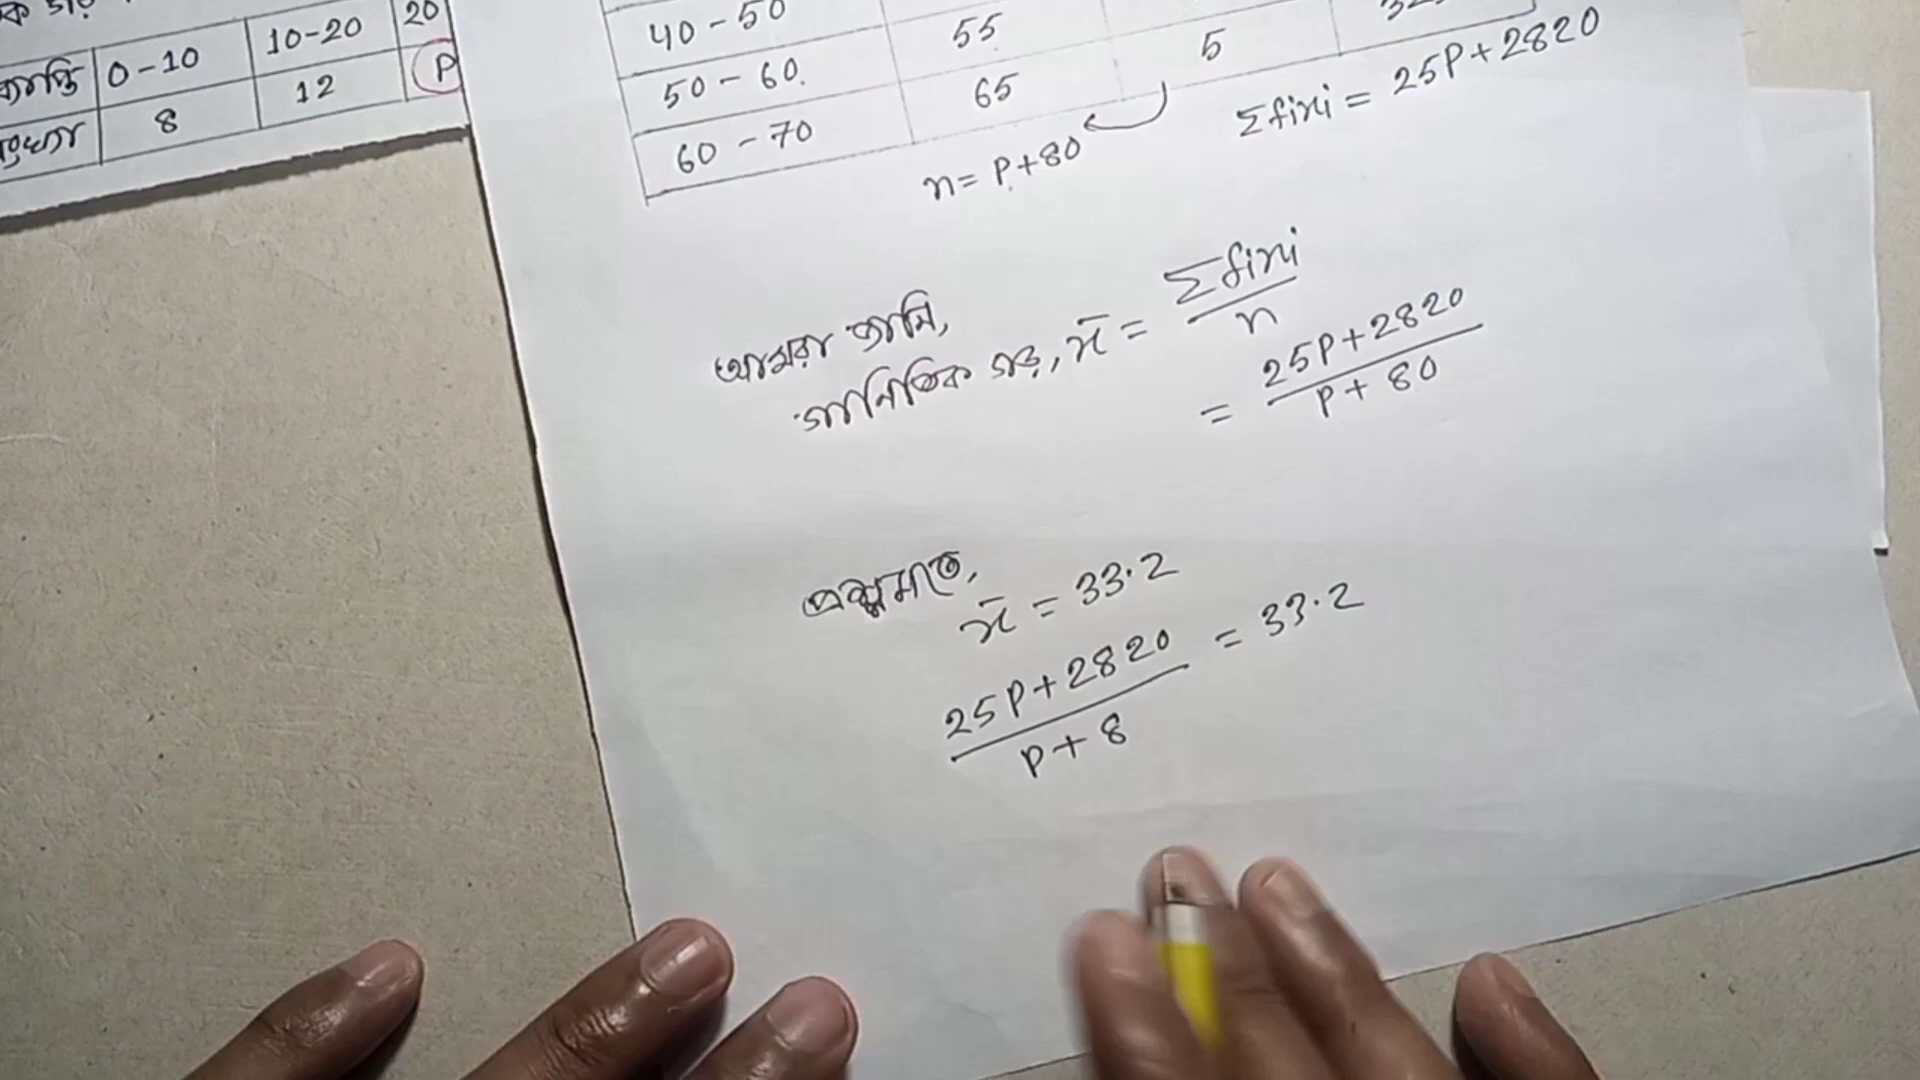 0-10 10-20 20
8 12 P
40-50 55
50-60. 65 5
60-70
Σfixi = 25P+2820
n= P+80
আমরা জানি,
গাণিতিক গড়, x̄ = Σfixi / n
= 25P+2820 / P+80
প্রশ্নমতে,
x̄ = 33.2
25P+2820 / P+8 = 33.2